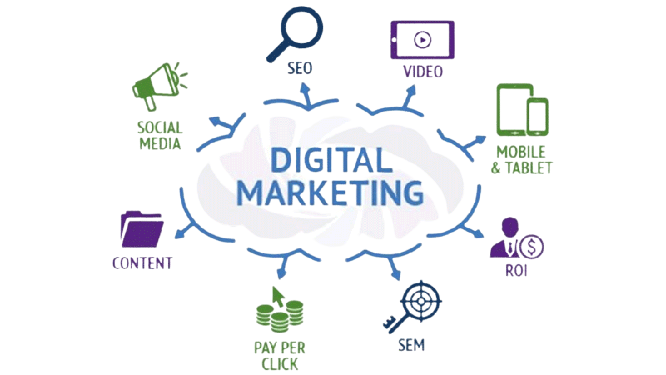 SEO
VIDEO
SOCIAL
MEDIA
MOBILE
& TABLET
DIGITAL
MARKETING
CONTENT
$
ROI
PAY PER
CLICK
SEM